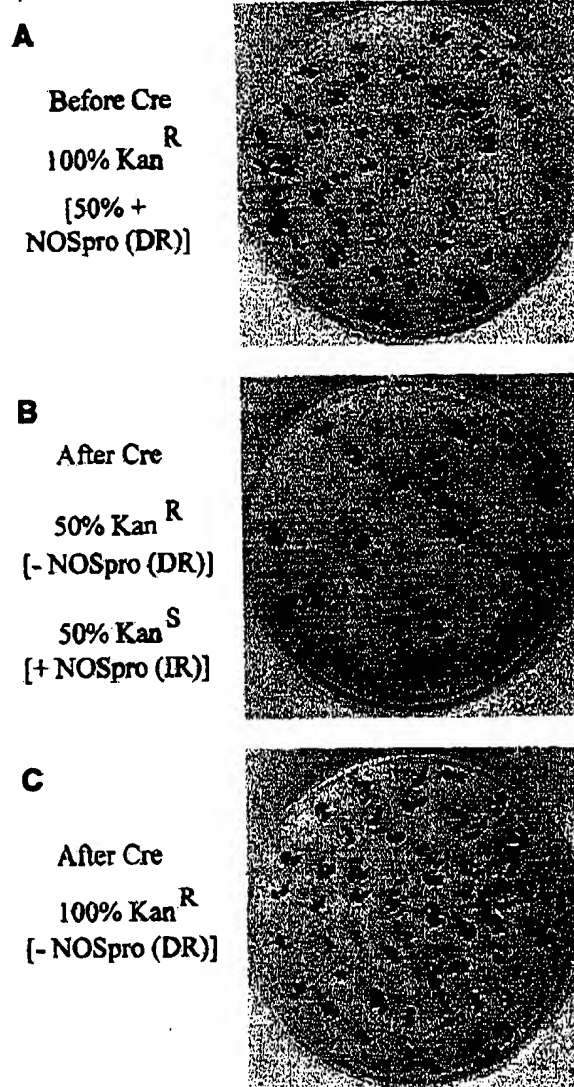 A
Before Cre
100% Kan R
[50% +
NOSpro (DR)]
B
After Cre
50% Kan R
[- NOSpro (DR)]
50% Kan S
[+ NOSpro (IR)]
C
After Cre
100% Kan R
[- NOSpro (DR)]